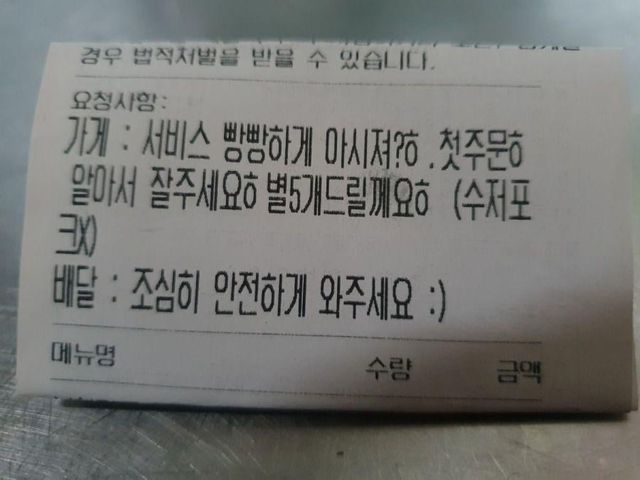 경우 법적처벌을 받을 수 있습니다.
요청사항:
가게 : 서비스 빵빵하게 아시져?ㅎ .첫주문ㅎ
알아서 잘주세요ㅎ 별5개드릴께요ㅎ (수저포
크X)
배달 : 조심히 안전하게 와주세요 :)
메뉴명 수량 금액